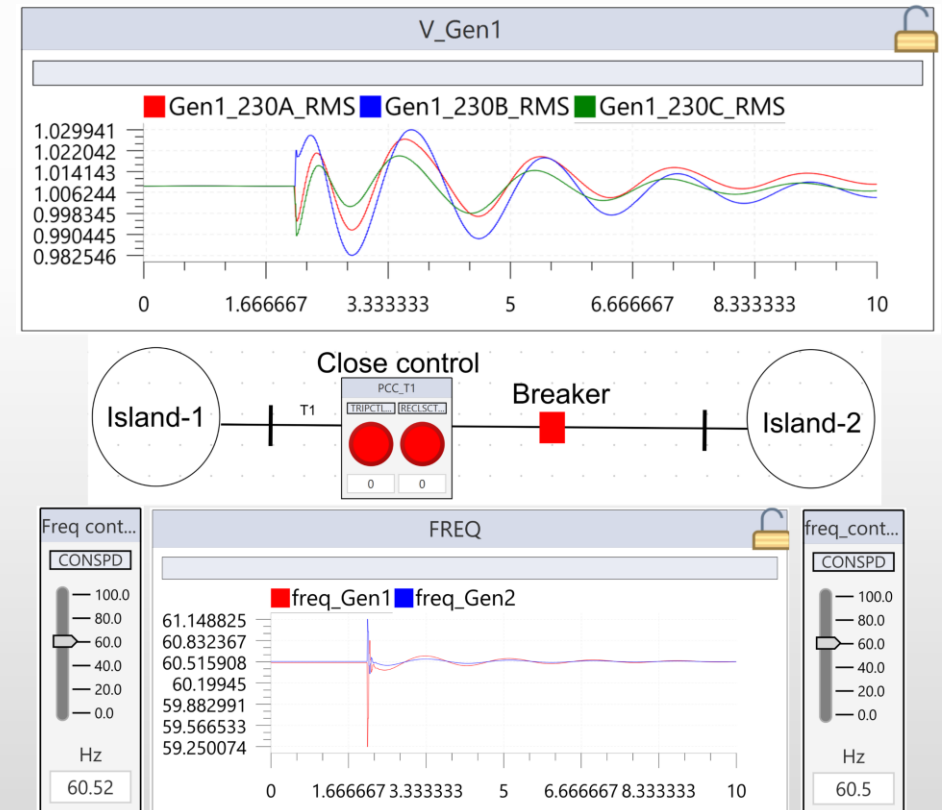 V_Gen1
Gen1_230A_RMS Gen1_230B_RMS Gen1_230C_RMS
1.029941
1.022042
1.014143
1.006244
0.998345
0.990445
0.982546
0 1.666667 3.333333 5 6.666667 8.333333 10
Close control
PCC_T1
Breaker
Island-1
T1
TRIPCTL... RECLSCT...
Island-2
0 0
Freq cont...
CONSPD
100.0
80.0
60.0
40.0
20.0
0.0
Hz
60.52
FREQ
freq_Gen1 freq_Gen2
61.148825
60.832367
60.515908
60.19945
59.882991
59.566533
59.250074
0 1.666667 3.333333 5 6.666667 8.333333 10
freq_cont...
CONSPD
100.0
80.0
60.0
40.0
20.0
0.0
Hz
60.5